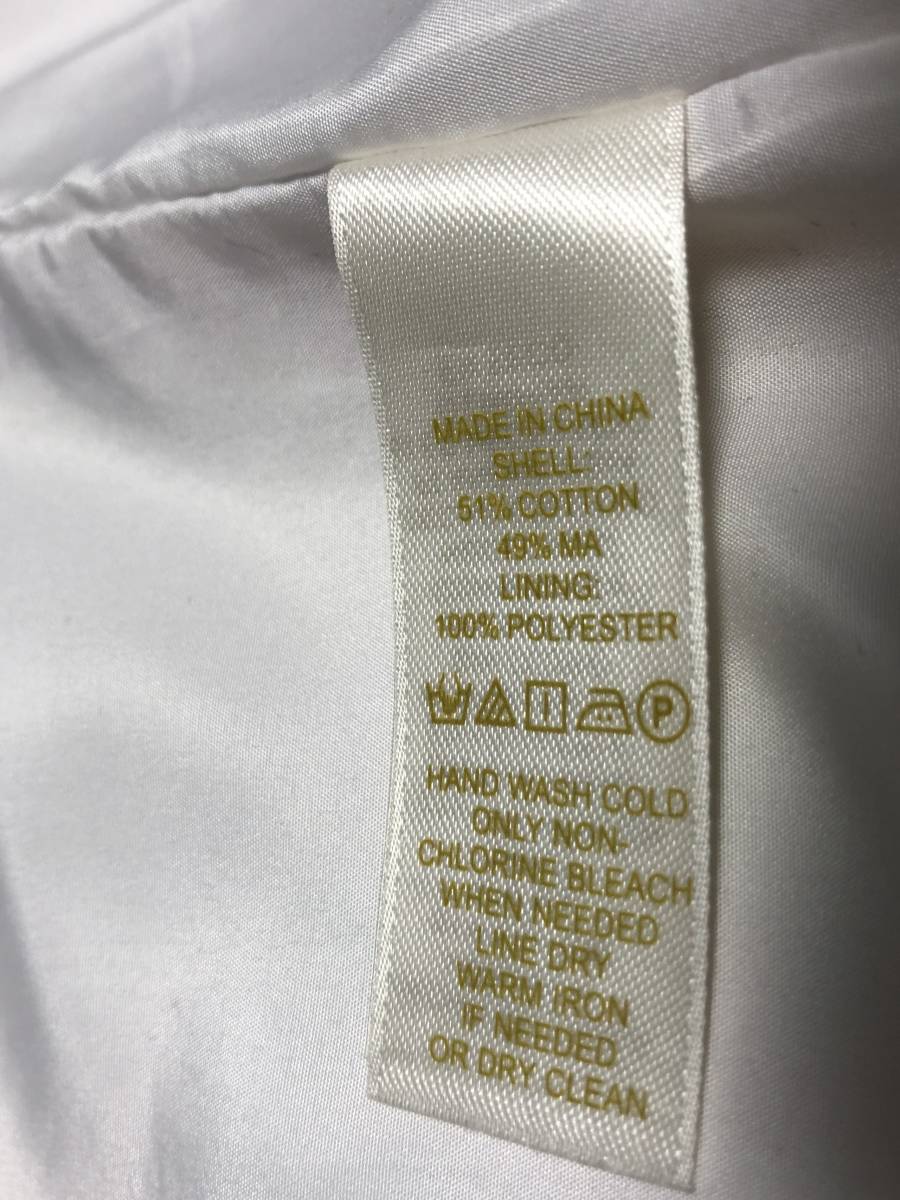 MADE IN CHINA
SHELL:
51% COTTON
49% MA
LINING:
100% POLYESTER
P
HAND WASH COLD
ONLY NON-
CHLORINE BLEACH
WHEN NEEDED
LINE DRY
WARM IRON
IF NEEDED
OR DRY CLEAN